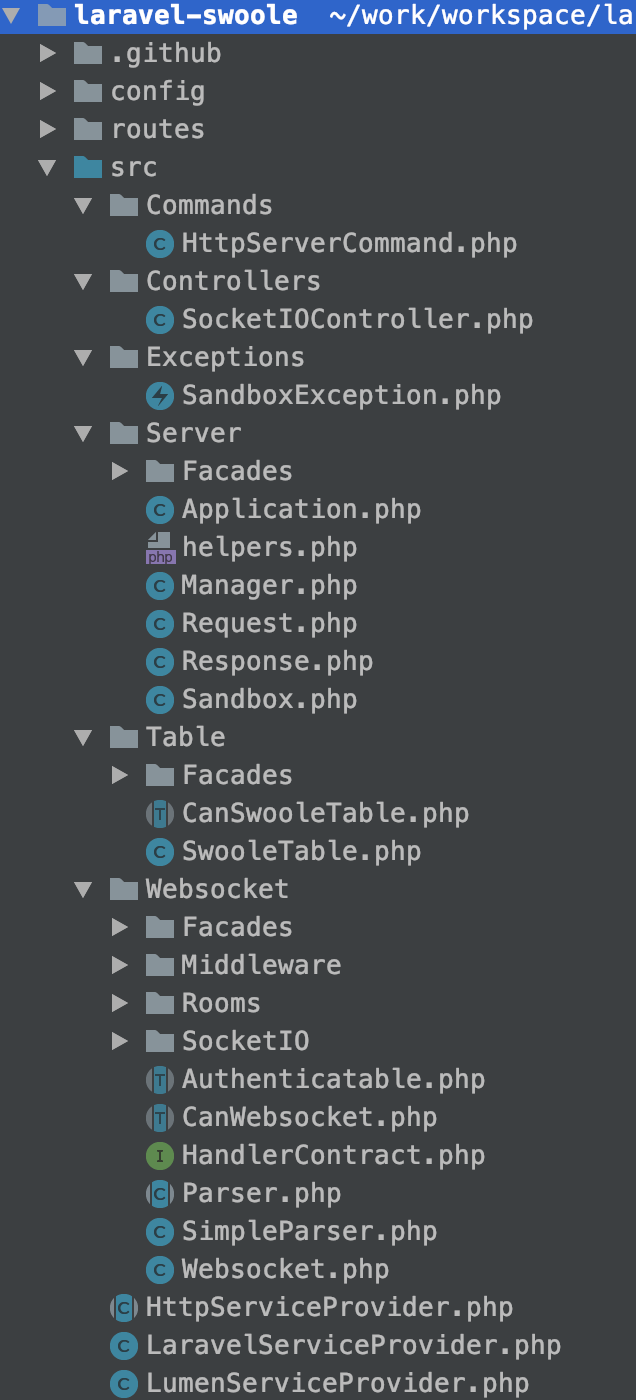 laravel-swoole ~/work/workspace/la
.github
config
routes
src
Commands
C HttpServerCommand.php
Controllers
C SocketIOController.php
Exceptions
SandboxException.php
Server
Facades
C Application.php
php helpers.php
C Manager.php
C Request.php
C Response.php
C Sandbox.php
Table
Facades
T CanSwooleTable.php
C SwooleTable.php
Websocket
Facades
Middleware
Rooms
SocketIO
T Authenticatable.php
T CanWebsocket.php
I HandlerContract.php
C Parser.php
C SimpleParser.php
C Websocket.php
C HttpServiceProvider.php
C LaravelServiceProvider.php
C LumenServiceProvider.php